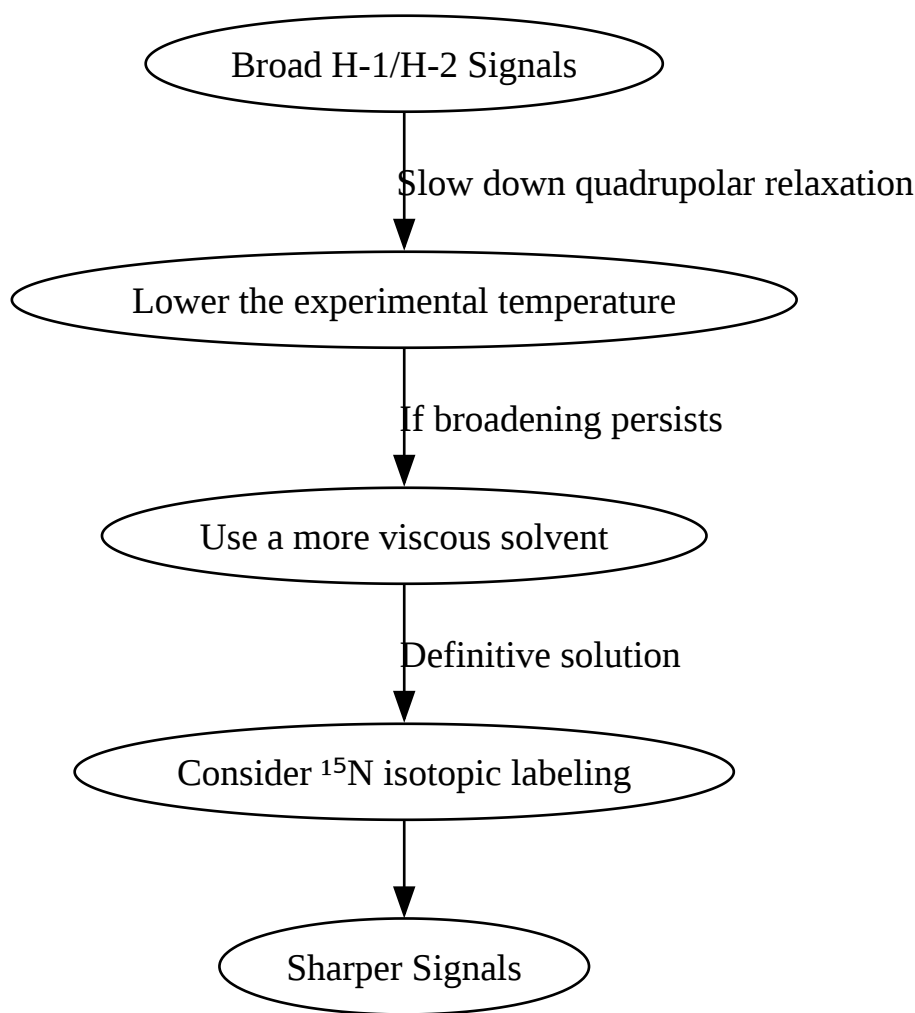 Broad H-1/H-2 Signals
Slow down quadrupolar relaxation
Lower the experimental temperature
If broadening persists
Use a more viscous solvent
Definitive solution
Consider ¹⁵N isotopic labeling
Sharper Signals